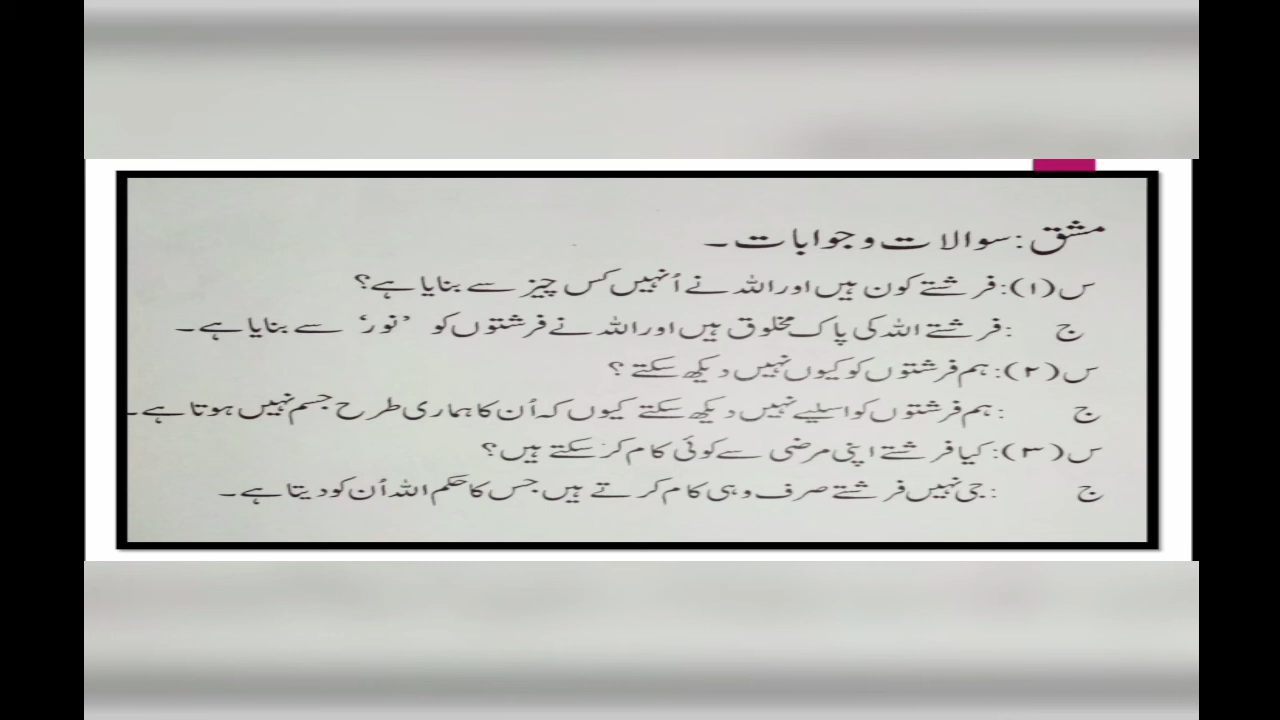 مشق: سوالات و جوابات۔
س(۱): فرشتے کون ہیں اور اللہ نے اُنہیں کس چیز سے بنایا ہے؟
ج : فرشتے اللہ کی پاک مخلوق ہیں اور اللہ نے فرشتوں کو ’نور‘ سے بنایا ہے۔
س(۲): ہم فرشتوں کو کیوں نہیں دیکھ سکتے ؟
ج : ہم فرشتوں کو اسلیے نہیں دیکھ سکتے کیوں کہ اُن کا ہماری طرح جسم نہیں ہوتا ہے۔
س(۳): کیا فرشتے اپنی مرضی سے کوئی کام کر سکتے ہیں؟
ج : جی نہیں فرشتے صرف وہی کام کرتے ہیں جس کا حکم اللہ اُن کو دیتا ہے۔